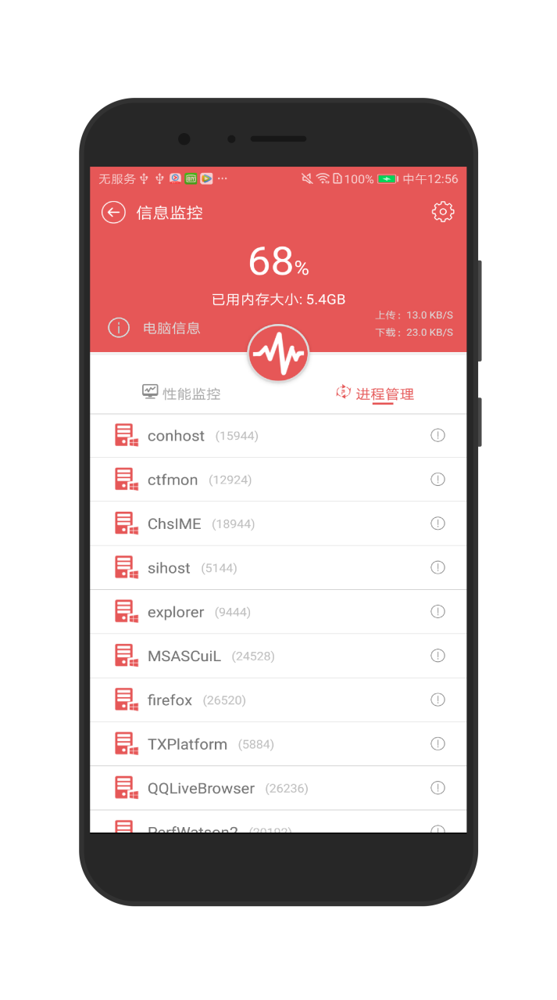 无服务 100% 中午12:56
信息监控
68%
已用内存大小: 5.4GB
上传： 13.0 KB/S
电脑信息
下载： 23.0 KB/S
性能监控 进程管理
conhost (15944)
ctfmon (12924)
ChsIME (18944)
sihost (5144)
explorer (9444)
MSASCuiL (24528)
firefox (26520)
TXPlatform (5884)
QQLiveBrowser (26236)
PerfWatson2